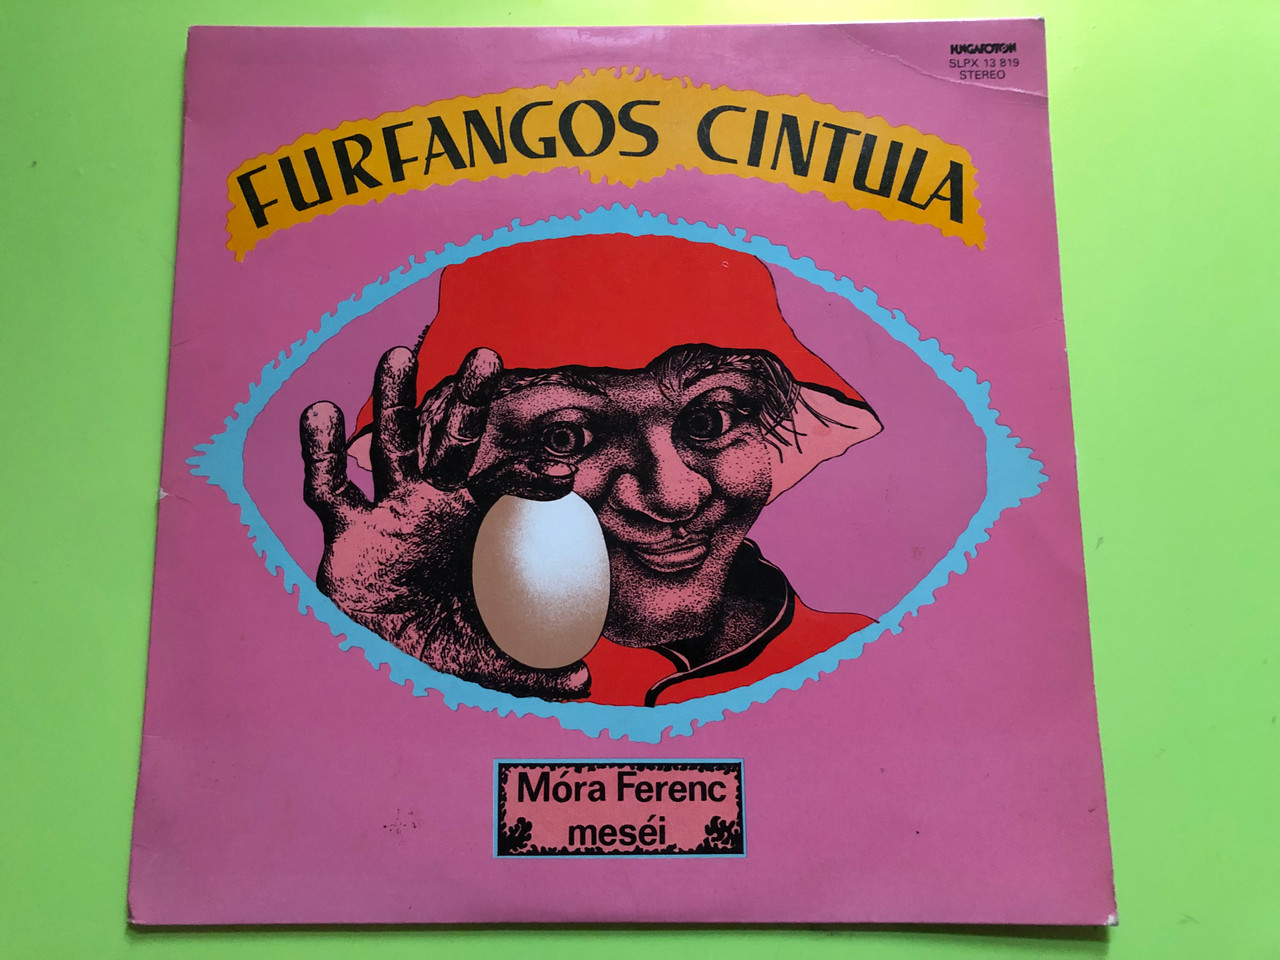 HUNGAROTON
SLPX 13 819
STEREO
FURFANGOS CINTULA
Móra Ferenc
meséi